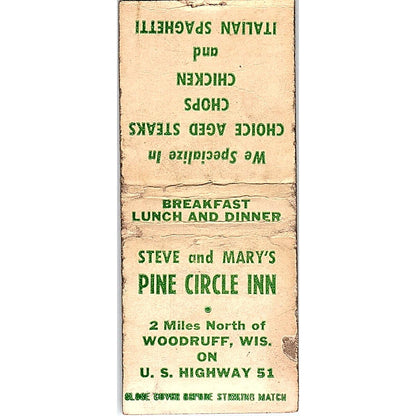 We Specialize In
CHOICE AGED STEAKS
CHOPS
CHICKEN
and
ITALIAN SPAGHETTI
BREAKFAST
LUNCH AND DINNER
STEVE and MARY'S
PINE CIRCLE INN
•
2 Miles North of
WOODRUFF, WIS.
ON
U. S. HIGHWAY 51
CLOSE COVER BEFORE STRIKING MATCH